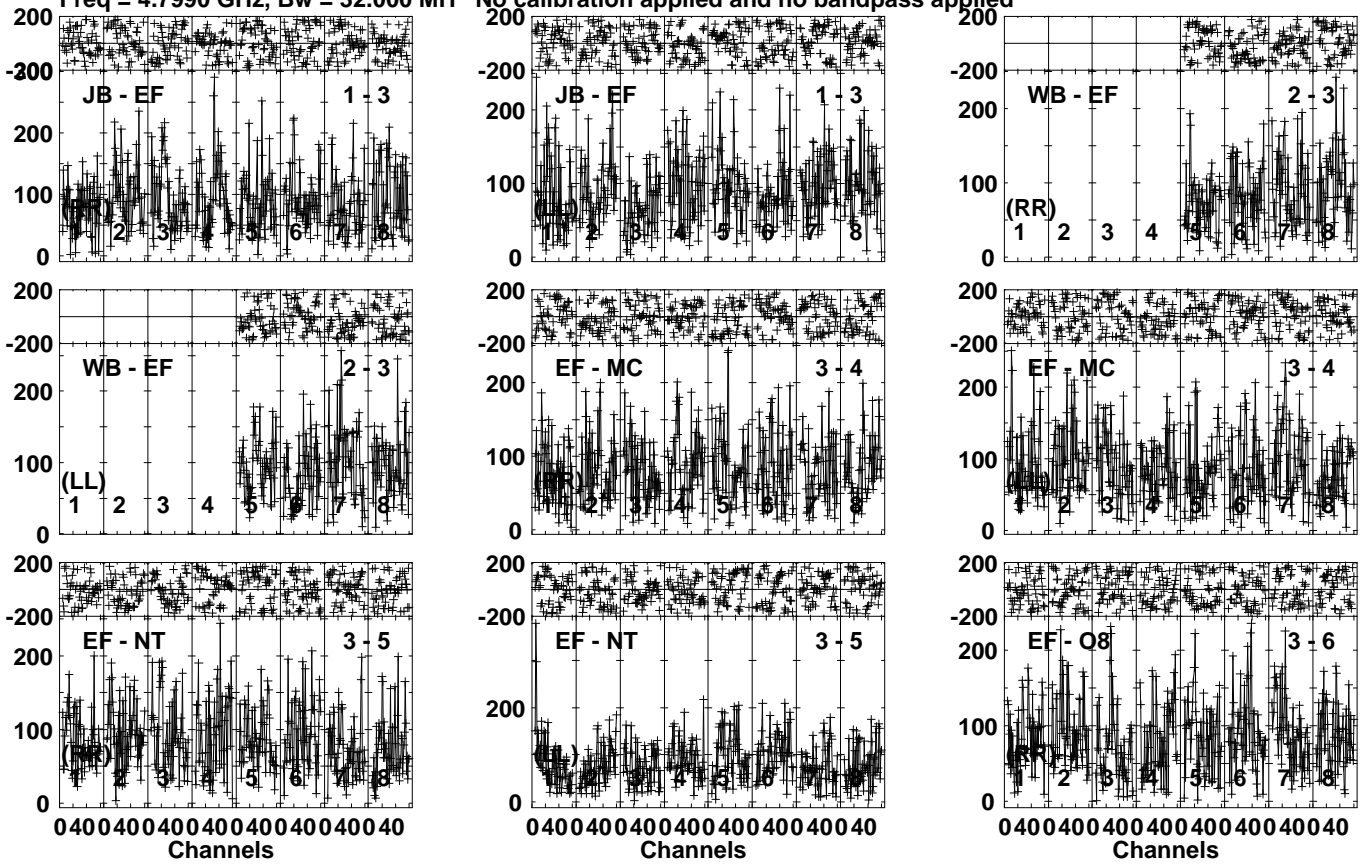 Freq = 4.7990 GHz, Bw = 32.000 MH No calibration applied and no bandpass applied
200 200 200
-200 -200 -200
300
JB - EF 1 - 3 JB - EF 1 - 3 WB - EF 2 - 3
200 200 200
100 100 100
(RR) (LL) (RR)
1 2 3 4 5 6 7 8 1 2 3 4 5 6 7 8 1 2 3 4 5 6 7 8
0 0 0
200 200 200
-200 -200 -200
WB - EF 2 - 3 EF - MC 3 - 4 EF - MC 3 - 4
200 200 200
100 100 100
(LL) (RR) (LL)
1 2 3 4 5 6 7 8 1 2 3 4 5 6 7 8 1 2 3 4 5 6 7 8
0 0 0
200 200 200
-200 -200 -200
EF - NT 3 - 5 EF - NT 3 - 5 EF - O8 3 - 6
200 200 200
100 100
(RR) (LL) (RR)
1 2 3 4 5 6 7 8 1 2 3 4 5 6 7 8 1 2 3 4 5 6 7 8
0 0 0
0 40 0 40 0 40 0 40 0 40 0 40 0 40 0 40 0 40 0 40 0 40 0 40 0 40 0 40 0 40 0 40 0 40 0 40 0 40 0 40 0 40 0 40 0 40 0 40
Channels Channels Channels